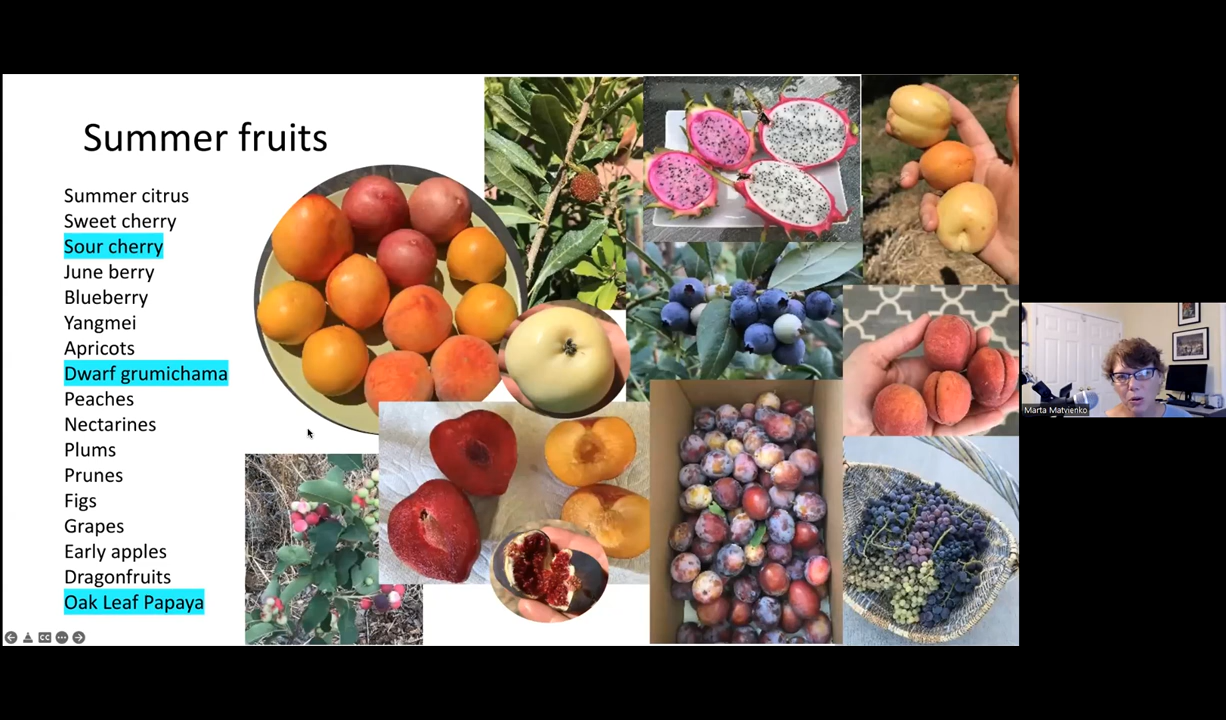 Summer fruits
Summer citrus
Sweet cherry
Sour cherry
June berry
Blueberry
Yangmei
Apricots
Dwarf grumichama
Peaches
Nectarines
Plums
Prunes
Figs
Grapes
Early apples
Dragonfruits
Oak Leaf Papaya
CC
Marta Matvienko